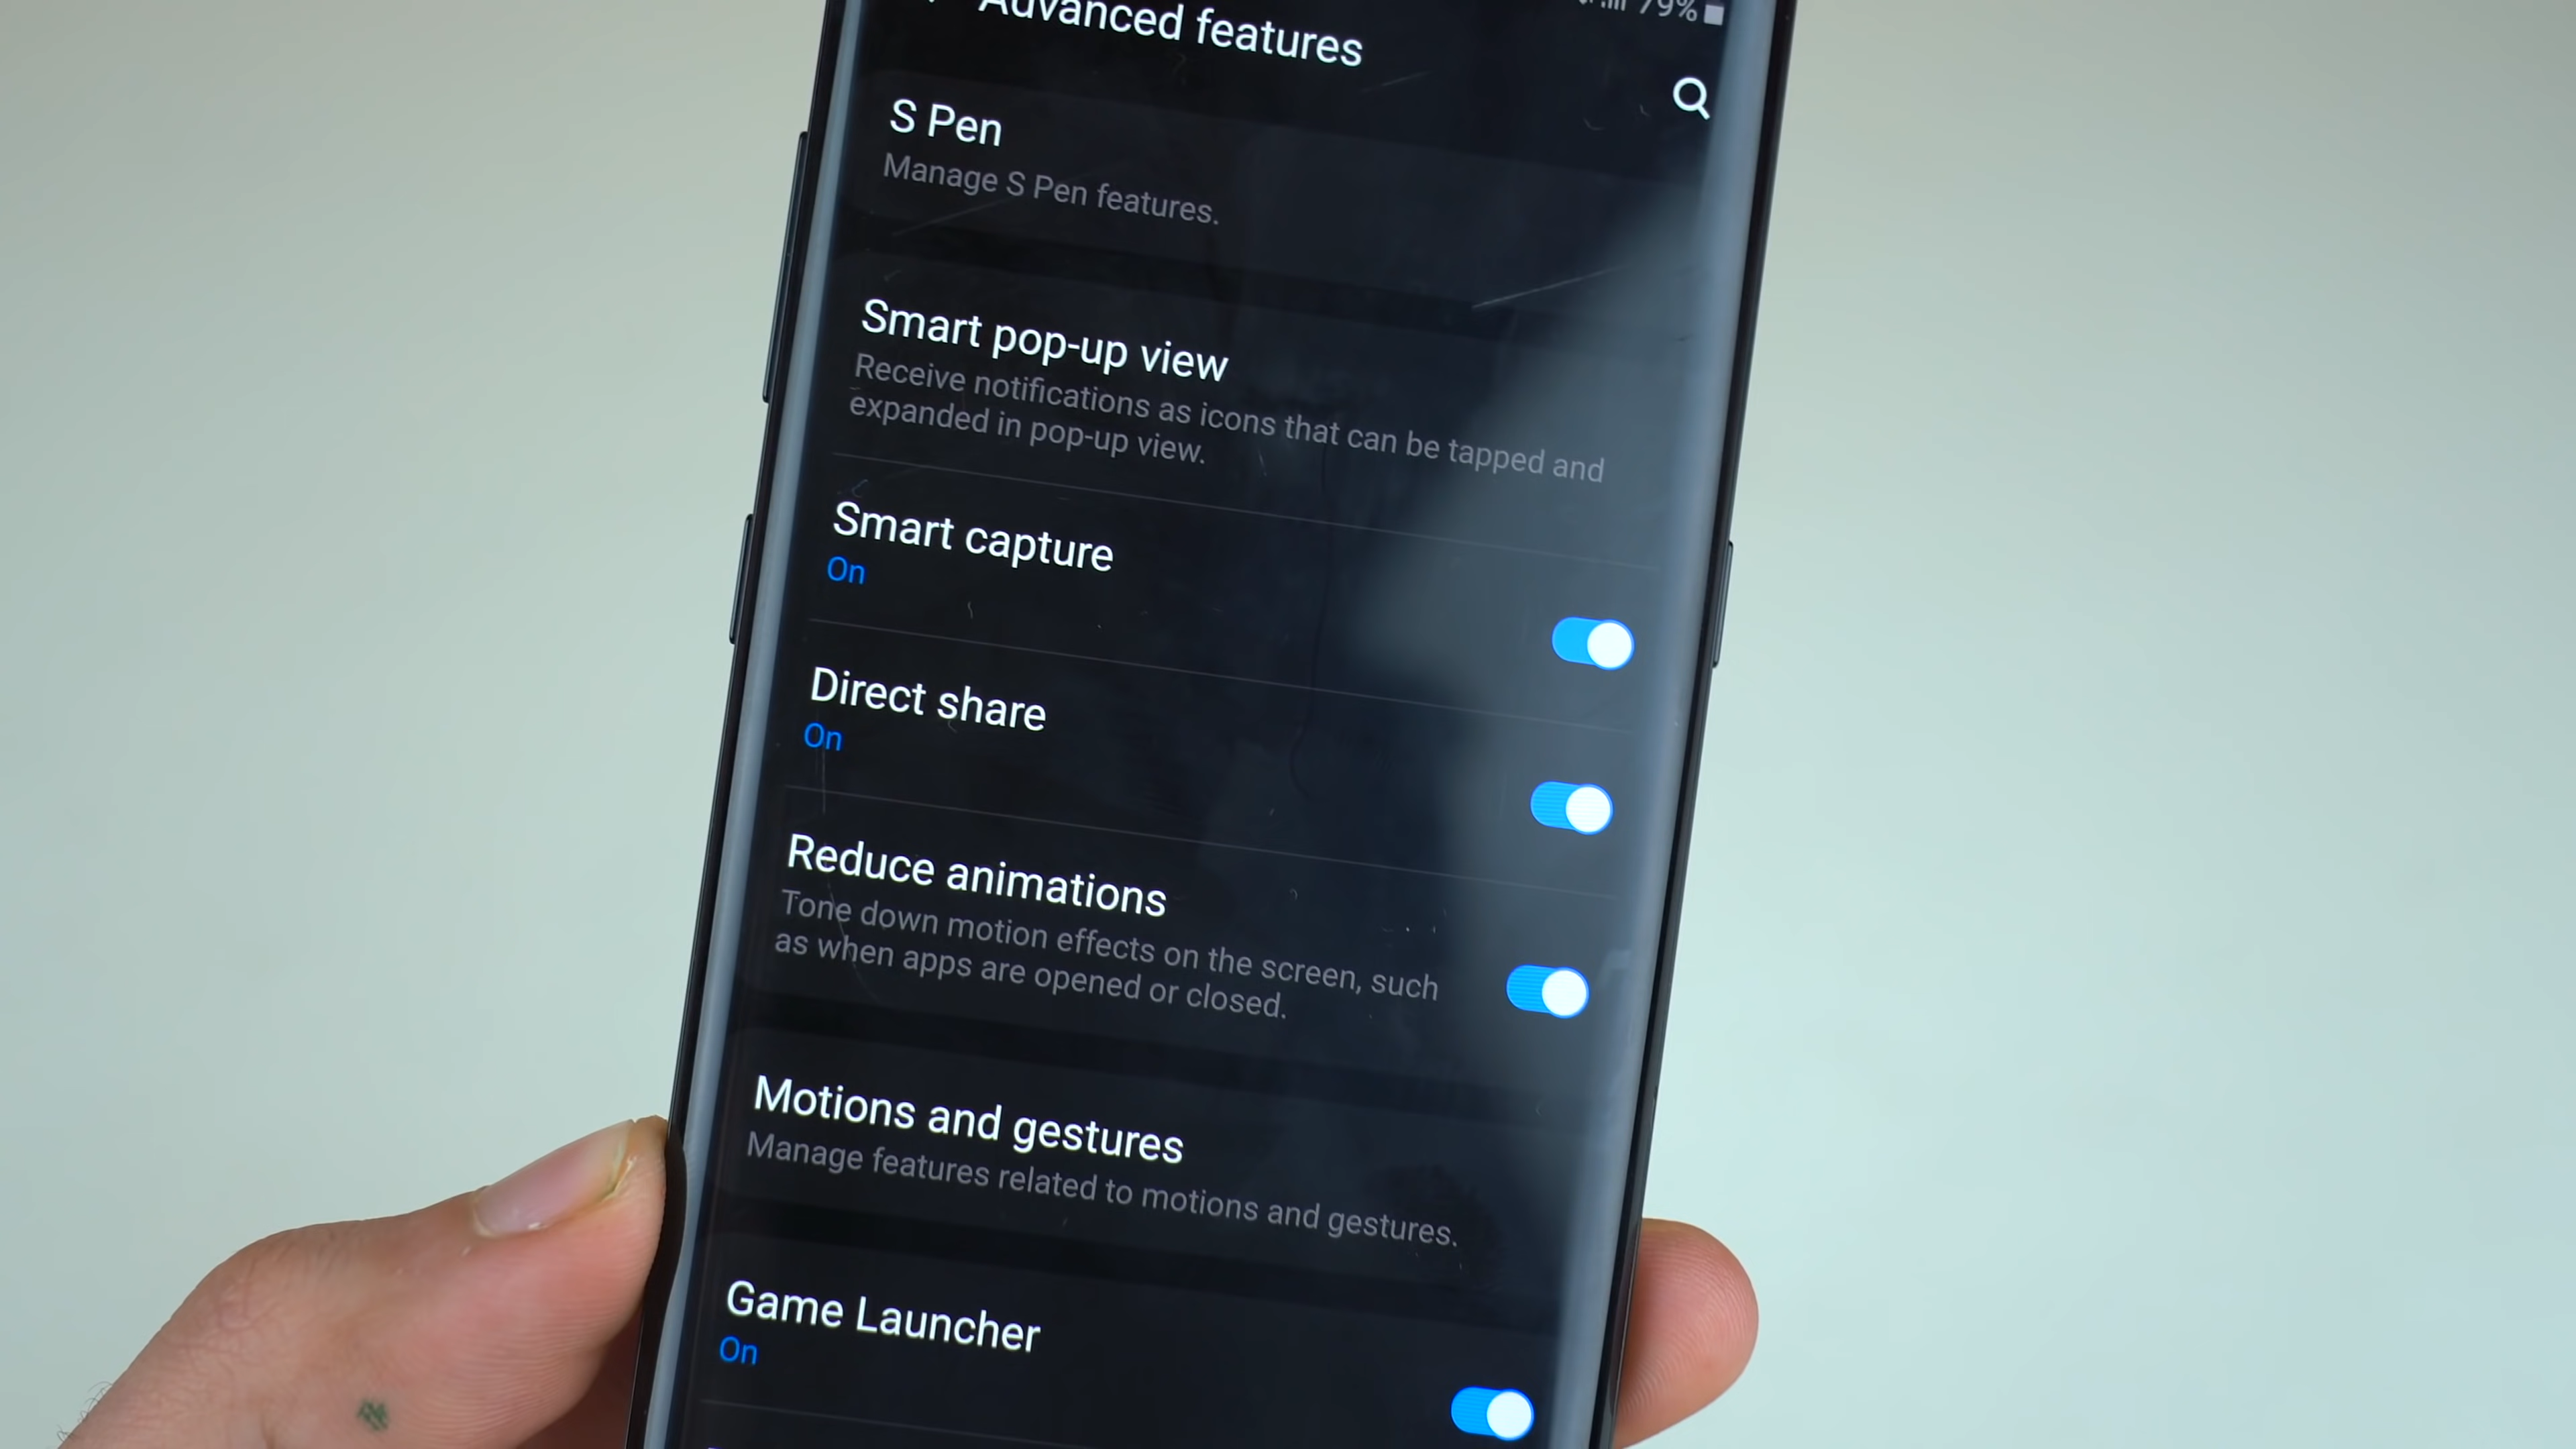 79%
Advanced features
S Pen
Manage S Pen features.
Smart pop-up view
Receive notifications as icons that can be tapped and
expanded in pop-up view.
Smart capture
On
Direct share
On
Reduce animations
Tone down motion effects on the screen, such
as when apps are opened or closed.
Motions and gestures
Manage features related to motions and gestures.
Game Launcher
On